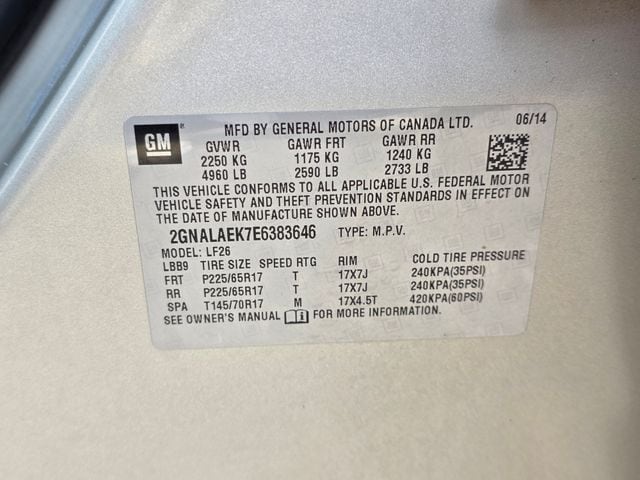 GM ®
MFD BY GENERAL MOTORS OF CANADA LTD. 06/14
GVWR GAWR FRT GAWR RR
2250 KG 1175 KG 1240 KG
4960 LB 2590 LB 2733 LB
THIS VEHICLE CONFORMS TO ALL APPLICABLE U.S. FEDERAL MOTOR
VEHICLE SAFETY AND THEFT PREVENTION STANDARDS IN EFFECT ON
THE DATE OF MANUFACTURE SHOWN ABOVE.
2GNALAEK7E6383646 TYPE: M.P.V.
MODEL: LF26
LBB9 TIRE SIZE SPEED RTG RIM COLD TIRE PRESSURE
FRT P225/65R17 T 17X7J 240KPA(35PSI)
RR P225/65R17 T 17X7J 240KPA(35PSI)
SPA T145/70R17 M 17X4.5T 420KPA(60PSI)
SEE OWNER'S MANUAL FOR MORE INFORMATION.